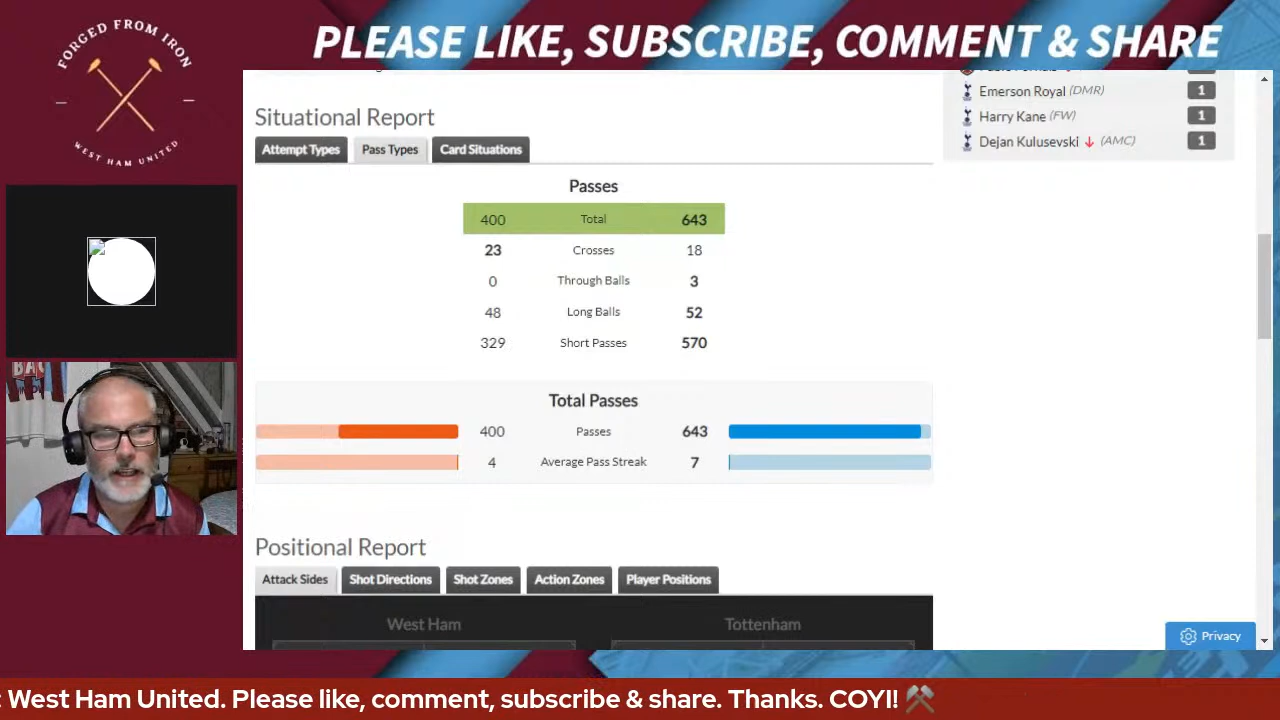 FORGED FROM IRON
WEST HAM UNITED
PLEASE LIKE, SUBSCRIBE, COMMENT & SHARE
Emerson Royal (DMR) 1
Harry Kane (FW) 1
Dejan Kulusevski (AMC) 1
Situational Report
Attempt Types Pass Types Card Situations
Passes
400 Total 643
23 Crosses 18
0 Through Balls 3
48 Long Balls 52
329 Short Passes 570
Total Passes
400 Passes 643
4 Average Pass Streak 7
Positional Report
Attack Sides Shot Directions Shot Zones Action Zones Player Positions
West Ham Tottenham
Privacy
: West Ham United. Please like, comment, subscribe & share. Thanks. COYI! ⚒